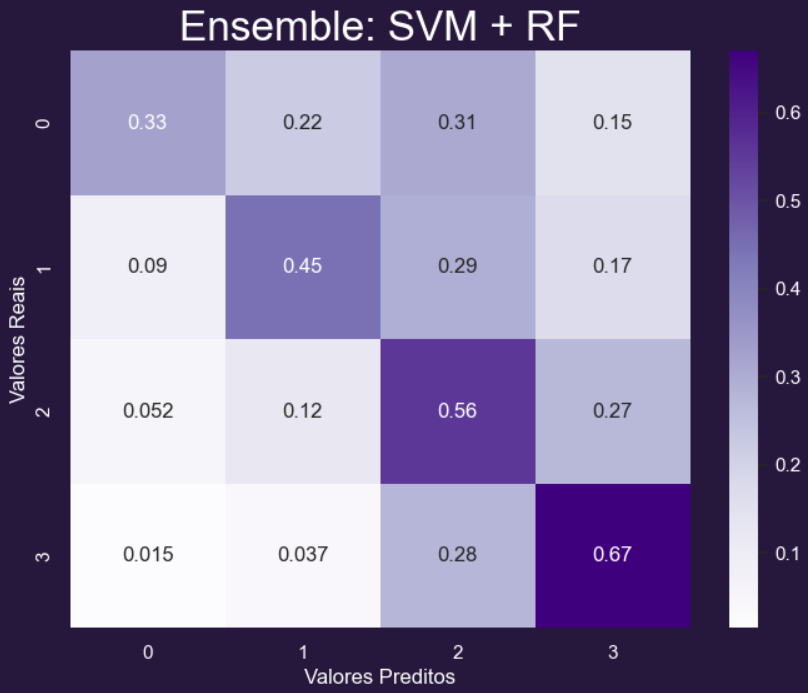 Ensemble: SVM + RF
0 0.33 0.22 0.31 0.15
1 0.09 0.45 0.29 0.17
2 0.052 0.12 0.56 0.27
3 0.015 0.037 0.28 0.67
0 1 2 3
Valores Preditos
Valores Reais
0.6
0.5
0.4
0.3
0.2
0.1